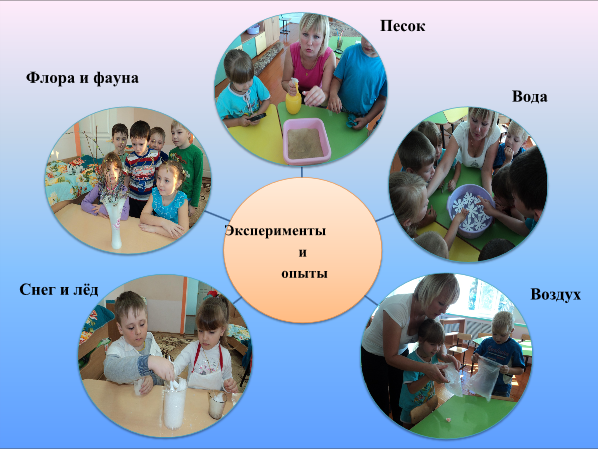 Песок
Флора и фауна
Вода
Эксперименты
и
опыты
Снег и лёд
Воздух